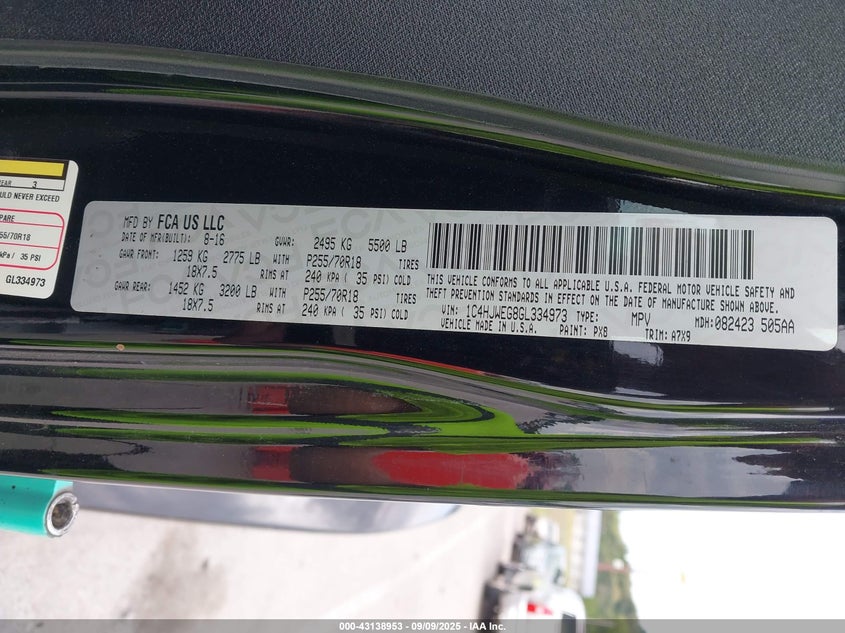 EAR 3
OULD NEVER EXCEED
PARE
55/70R18
kPa / 35 PSI
GL334973
MFD BY FCA US LLC
DATE OF MFR(BUILT): 8-16 GVWR: 2495 KG 5500 LB
GAWR FRONT: 1259 KG 2775 LB WITH P255/70R18 TIRES
18X7.5 RIMS AT 240 KPA ( 35 PSI) COLD
GAWR REAR: 1452 KG 3200 LB WITH P255/70R18 TIRES
18X7.5 RIMS AT 240 KPA ( 35 PSI) COLD
THIS VEHICLE CONFORMS TO ALL APPLICABLE U.S.A. FEDERAL MOTOR VEHICLE SAFETY AND
THEFT PREVENTION STANDARDS IN EFFECT ON THE DATE OF MANUFACTURE SHOWN ABOVE.
VIN: 1C4HJWEG8GL334973 TYPE: MPV MDH: 082423 505AA
VEHICLE MADE IN U.S.A. PAINT: PX8 TRIM: A7X9
000-43138953 - 09/09/2025 - IAA Inc.